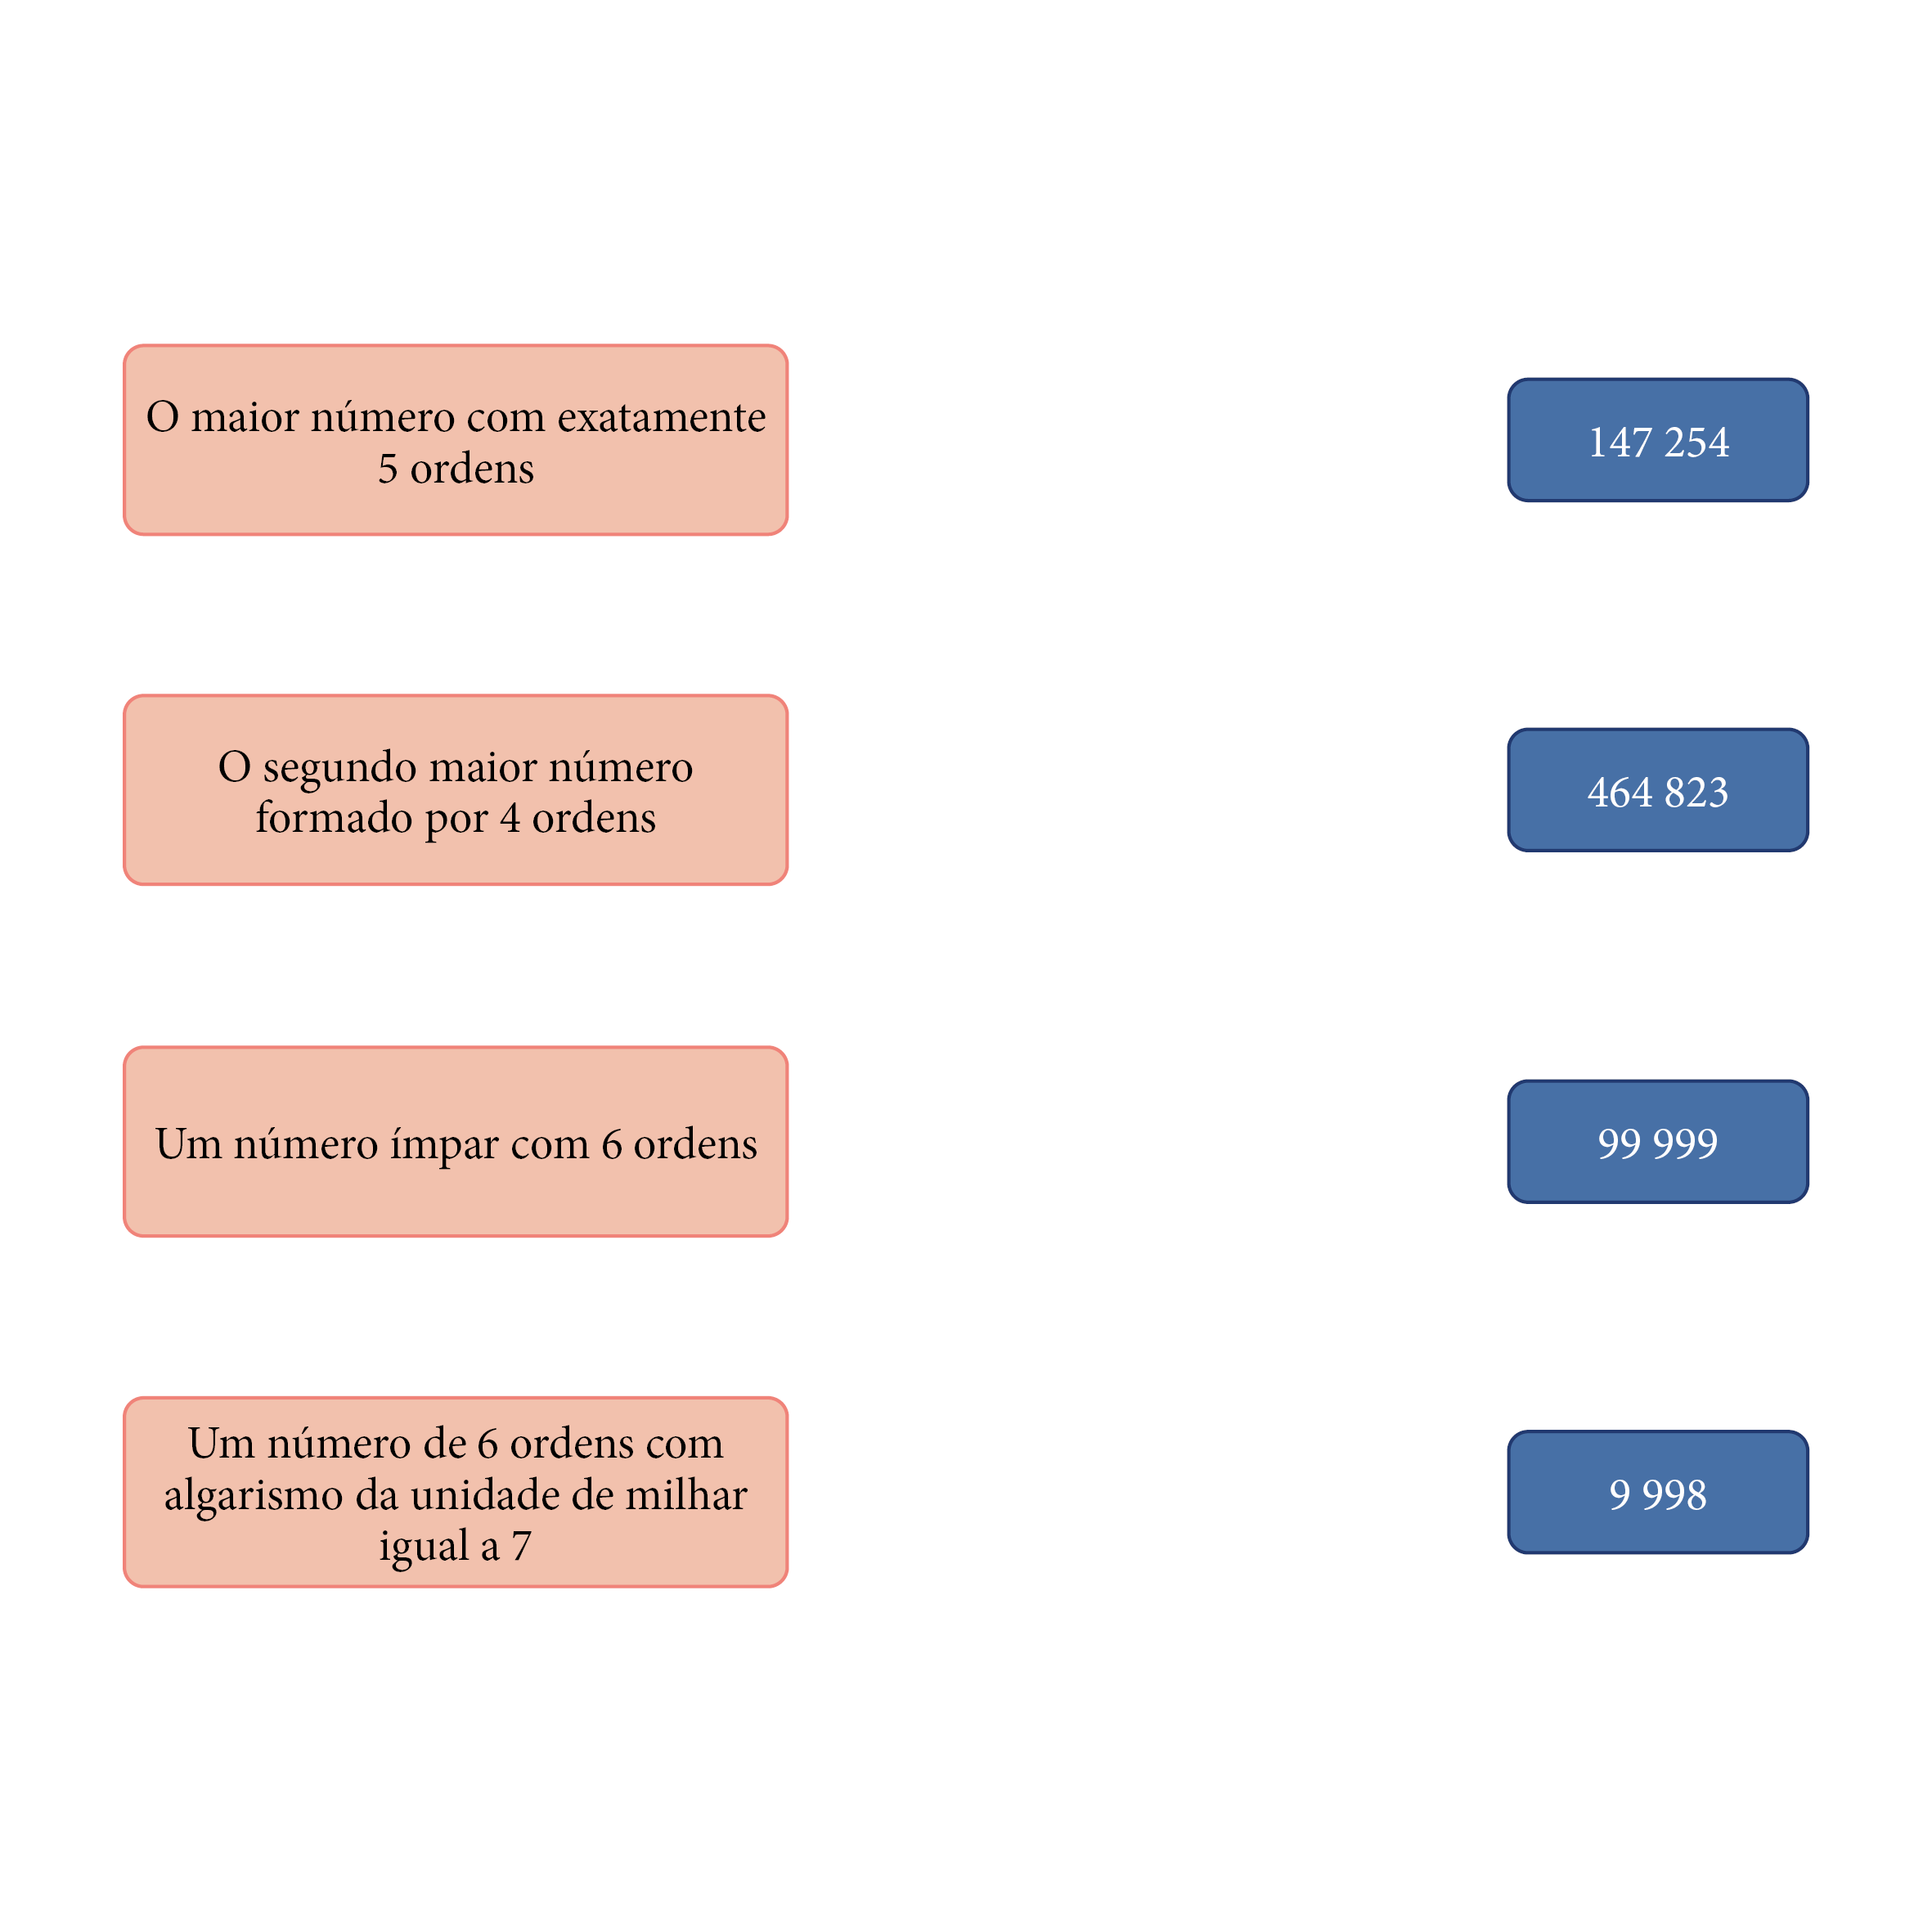 O maior número com exatamente
5 ordens
147 254
O segundo maior número
formado por 4 ordens
464 823
Um número ímpar com 6 ordens
99 999
Um número de 6 ordens com
algarismo da unidade de milhar
igual a 7
9 998